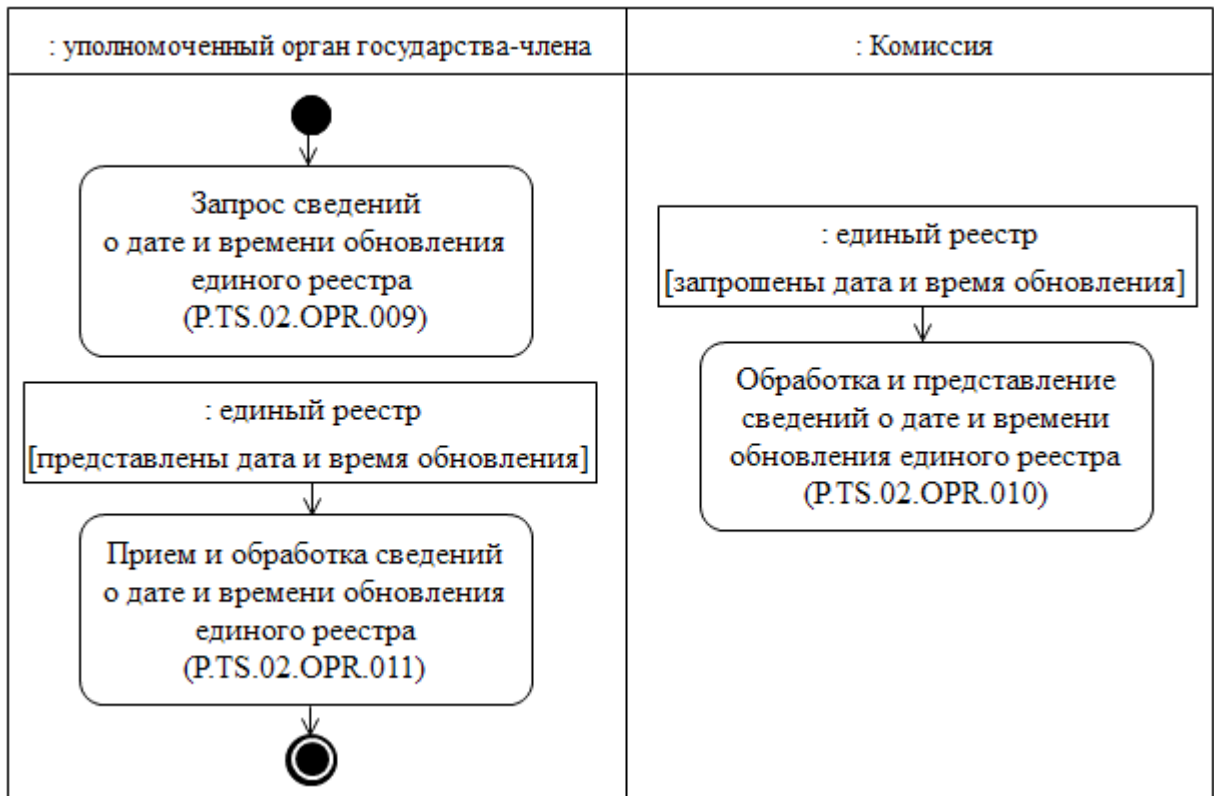 : уполномоченный орган государства-члена
: Комиссия
Запрос сведений
о дате и времени обновления
единого реестра
(P.TS.02.OPR.009)
: единый реестр
[запрошены дата и время обновления]
Обработка и представление
сведений о дате и времени
обновления единого реестра
(P.TS.02.OPR.010)
: единый реестр
[представлены дата и время обновления]
Прием и обработка сведений
о дате и времени обновления
единого реестра
(P.TS.02.OPR.011)